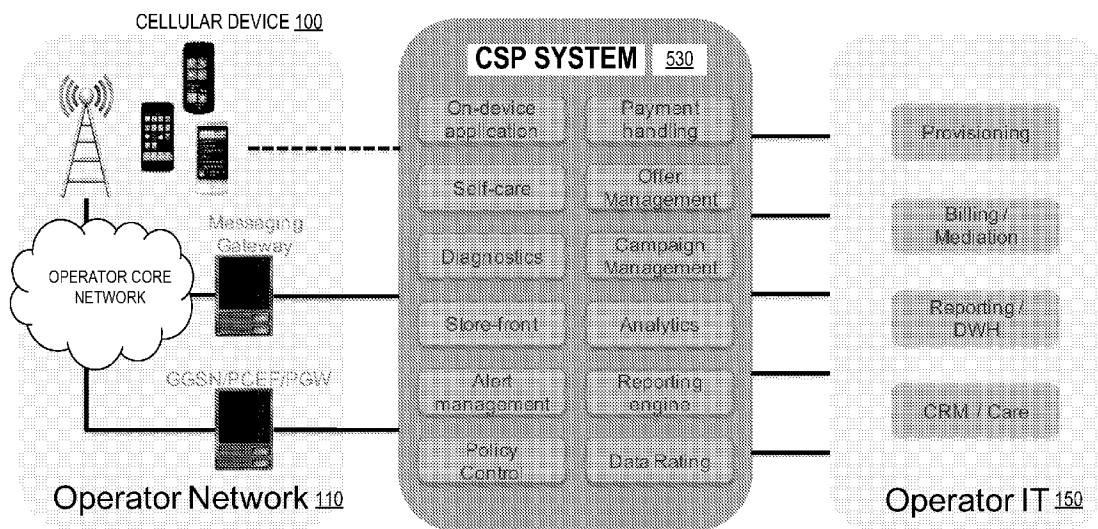 CELLULAR DEVICE 100
Messaging
Gateway
OPERATOR CORE
NETWORK
GGSN/PCEF/PGW
Operator Network 110
CSP SYSTEM 530
On-device
application
Payment
handling
Self-care
Offer
Management
Diagnostics
Campaign
Management
Store-front
Analytics
Alert
management
Reporting
engine
Policy
Control
Data Rating
Provisioning
Billing /
Mediation
Reporting /
DWH
CRM / Care
Operator IT 150